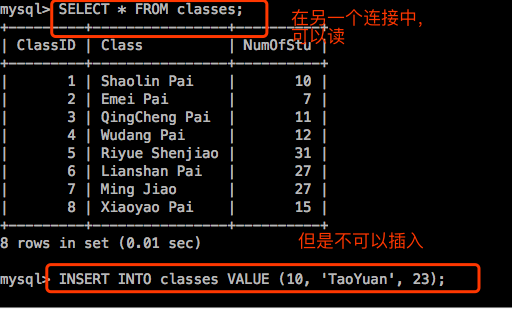 mysql> SELECT * FROM classes;
在另一个连接中，
可以读
+---------+---------------+----------+
| ClassID | Class         | NumOfStu |
+---------+---------------+----------+
|       1 | Shaolin Pai   |       10 |
|       2 | Emei Pai      |        7 |
|       3 | QingCheng Pai |       11 |
|       4 | Wudang Pai    |       12 |
|       5 | Riyue Shenjiao |       31 |
|       6 | Lianshan Pai  |       27 |
|       7 | Ming Jiao     |       27 |
|       8 | Xiaoyao Pai   |       15 |
+---------+---------------+----------+
8 rows in set (0.01 sec)
但是不可以插入
mysql> INSERT INTO classes VALUE (10, 'TaoYuan', 23);